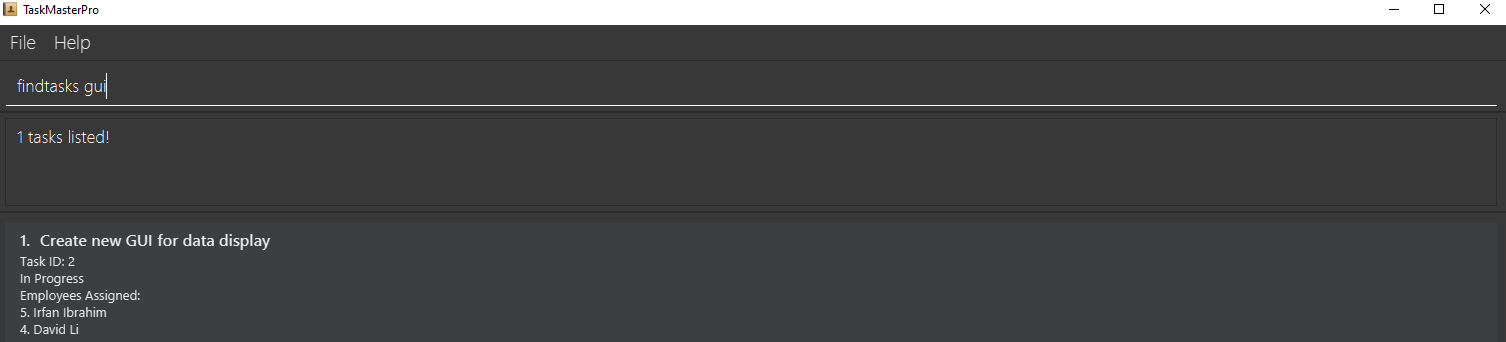 TaskMasterPro
File Help
findtasks gui
1 tasks listed!
1. Create new GUI for data display
Task ID: 2
In Progress
Employees Assigned:
5. Irfan Ibrahim
4. David Li